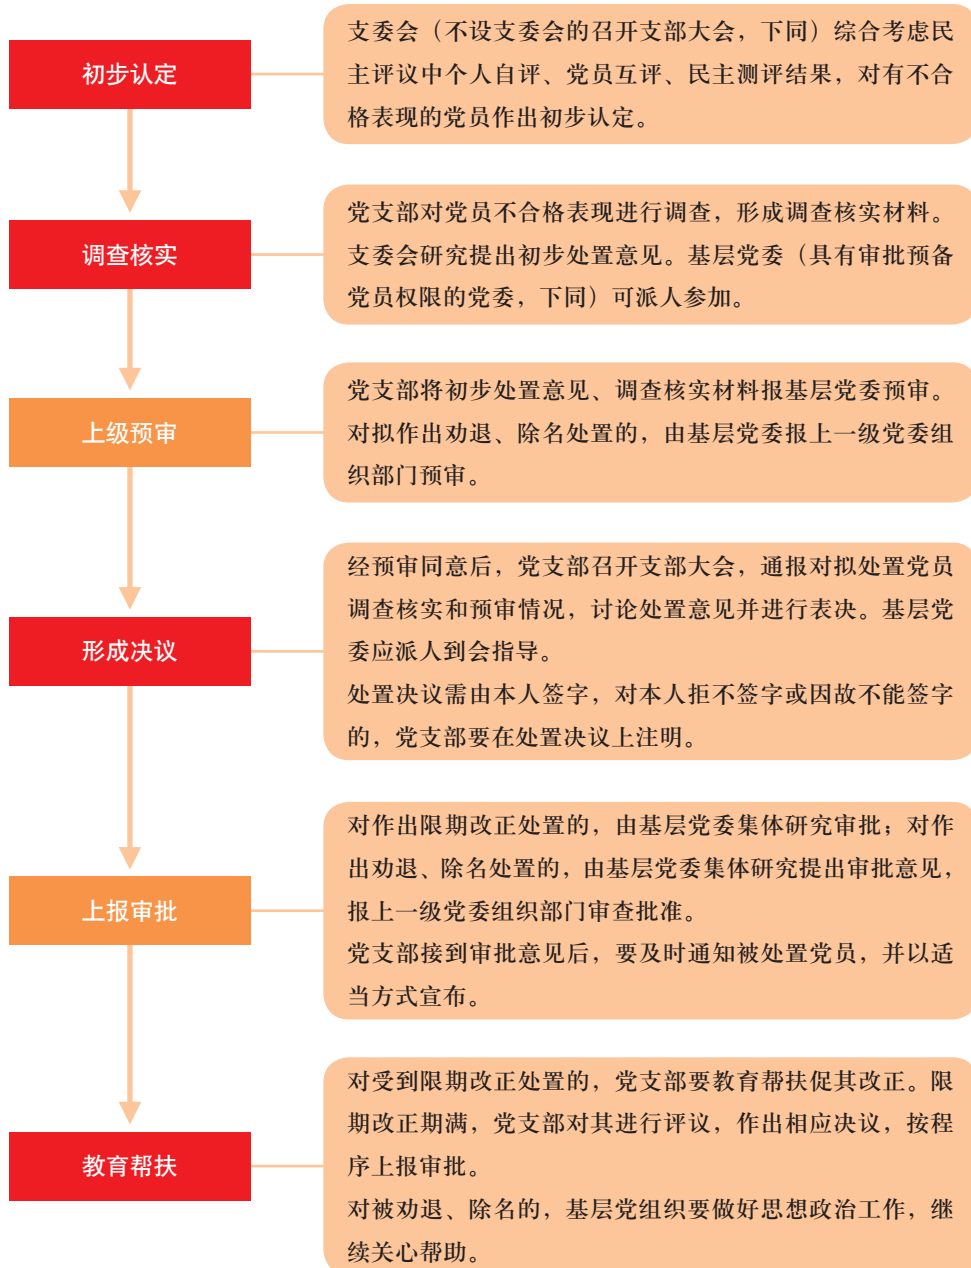 初步认定
支委会（不设支委会的召开支部大会，下同）综合考虑民
主评议中个人自评、党员互评、民主测评结果，对有不合
格表现的党员作出初步认定。
调查核实
党支部对党员不合格表现进行调查，形成调查核实材料。
支委会研究提出初步处置意见。基层党委（具有审批预备
党员权限的党委，下同）可派人参加。
上级预审
党支部将初步处置意见、调查核实材料报基层党委预审。
对拟作出劝退、除名处置的，由基层党委报上一级党委组
织部门预审。
形成决议
经预审同意后，党支部召开支部大会，通报对拟处置党员
调查核实和预审情况，讨论处置意见并进行表决。基层党
委应派人到会指导。
处置决议需由本人签字，对本人拒不签字或因故不能签字
的，党支部要在处置决议上注明。
上报审批
对作出限期改正处置的，由基层党委集体研究审批；对作
出劝退、除名处置的，由基层党委集体研究提出审批意见，
报上一级党委组织部门审查批准。
党支部接到审批意见后，要及时通知被处置党员，并以适
当方式宣布。
教育帮扶
对受到限期改正处置的，党支部要教育帮扶促其改正。限
期改正期满，党支部对其进行评议，作出相应决议，按程
序上报审批。
对被劝退、除名的，基层党组织要做好思想政治工作，继
续关心帮助。